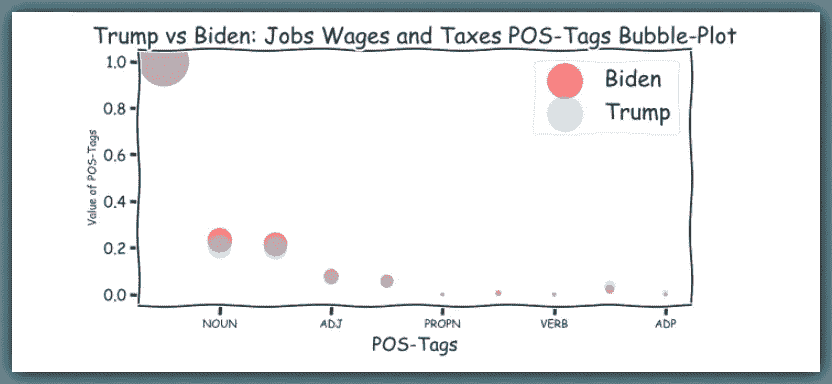 Trump vs Biden: Jobs Wages and Taxes POS-Tags Bubble-Plot
1.0
0.8
0.6
0.4
0.2
0.0
Value of POS-Tags
Biden
Trump
NOUN ADJ PROPN VERB ADP
POS-Tags